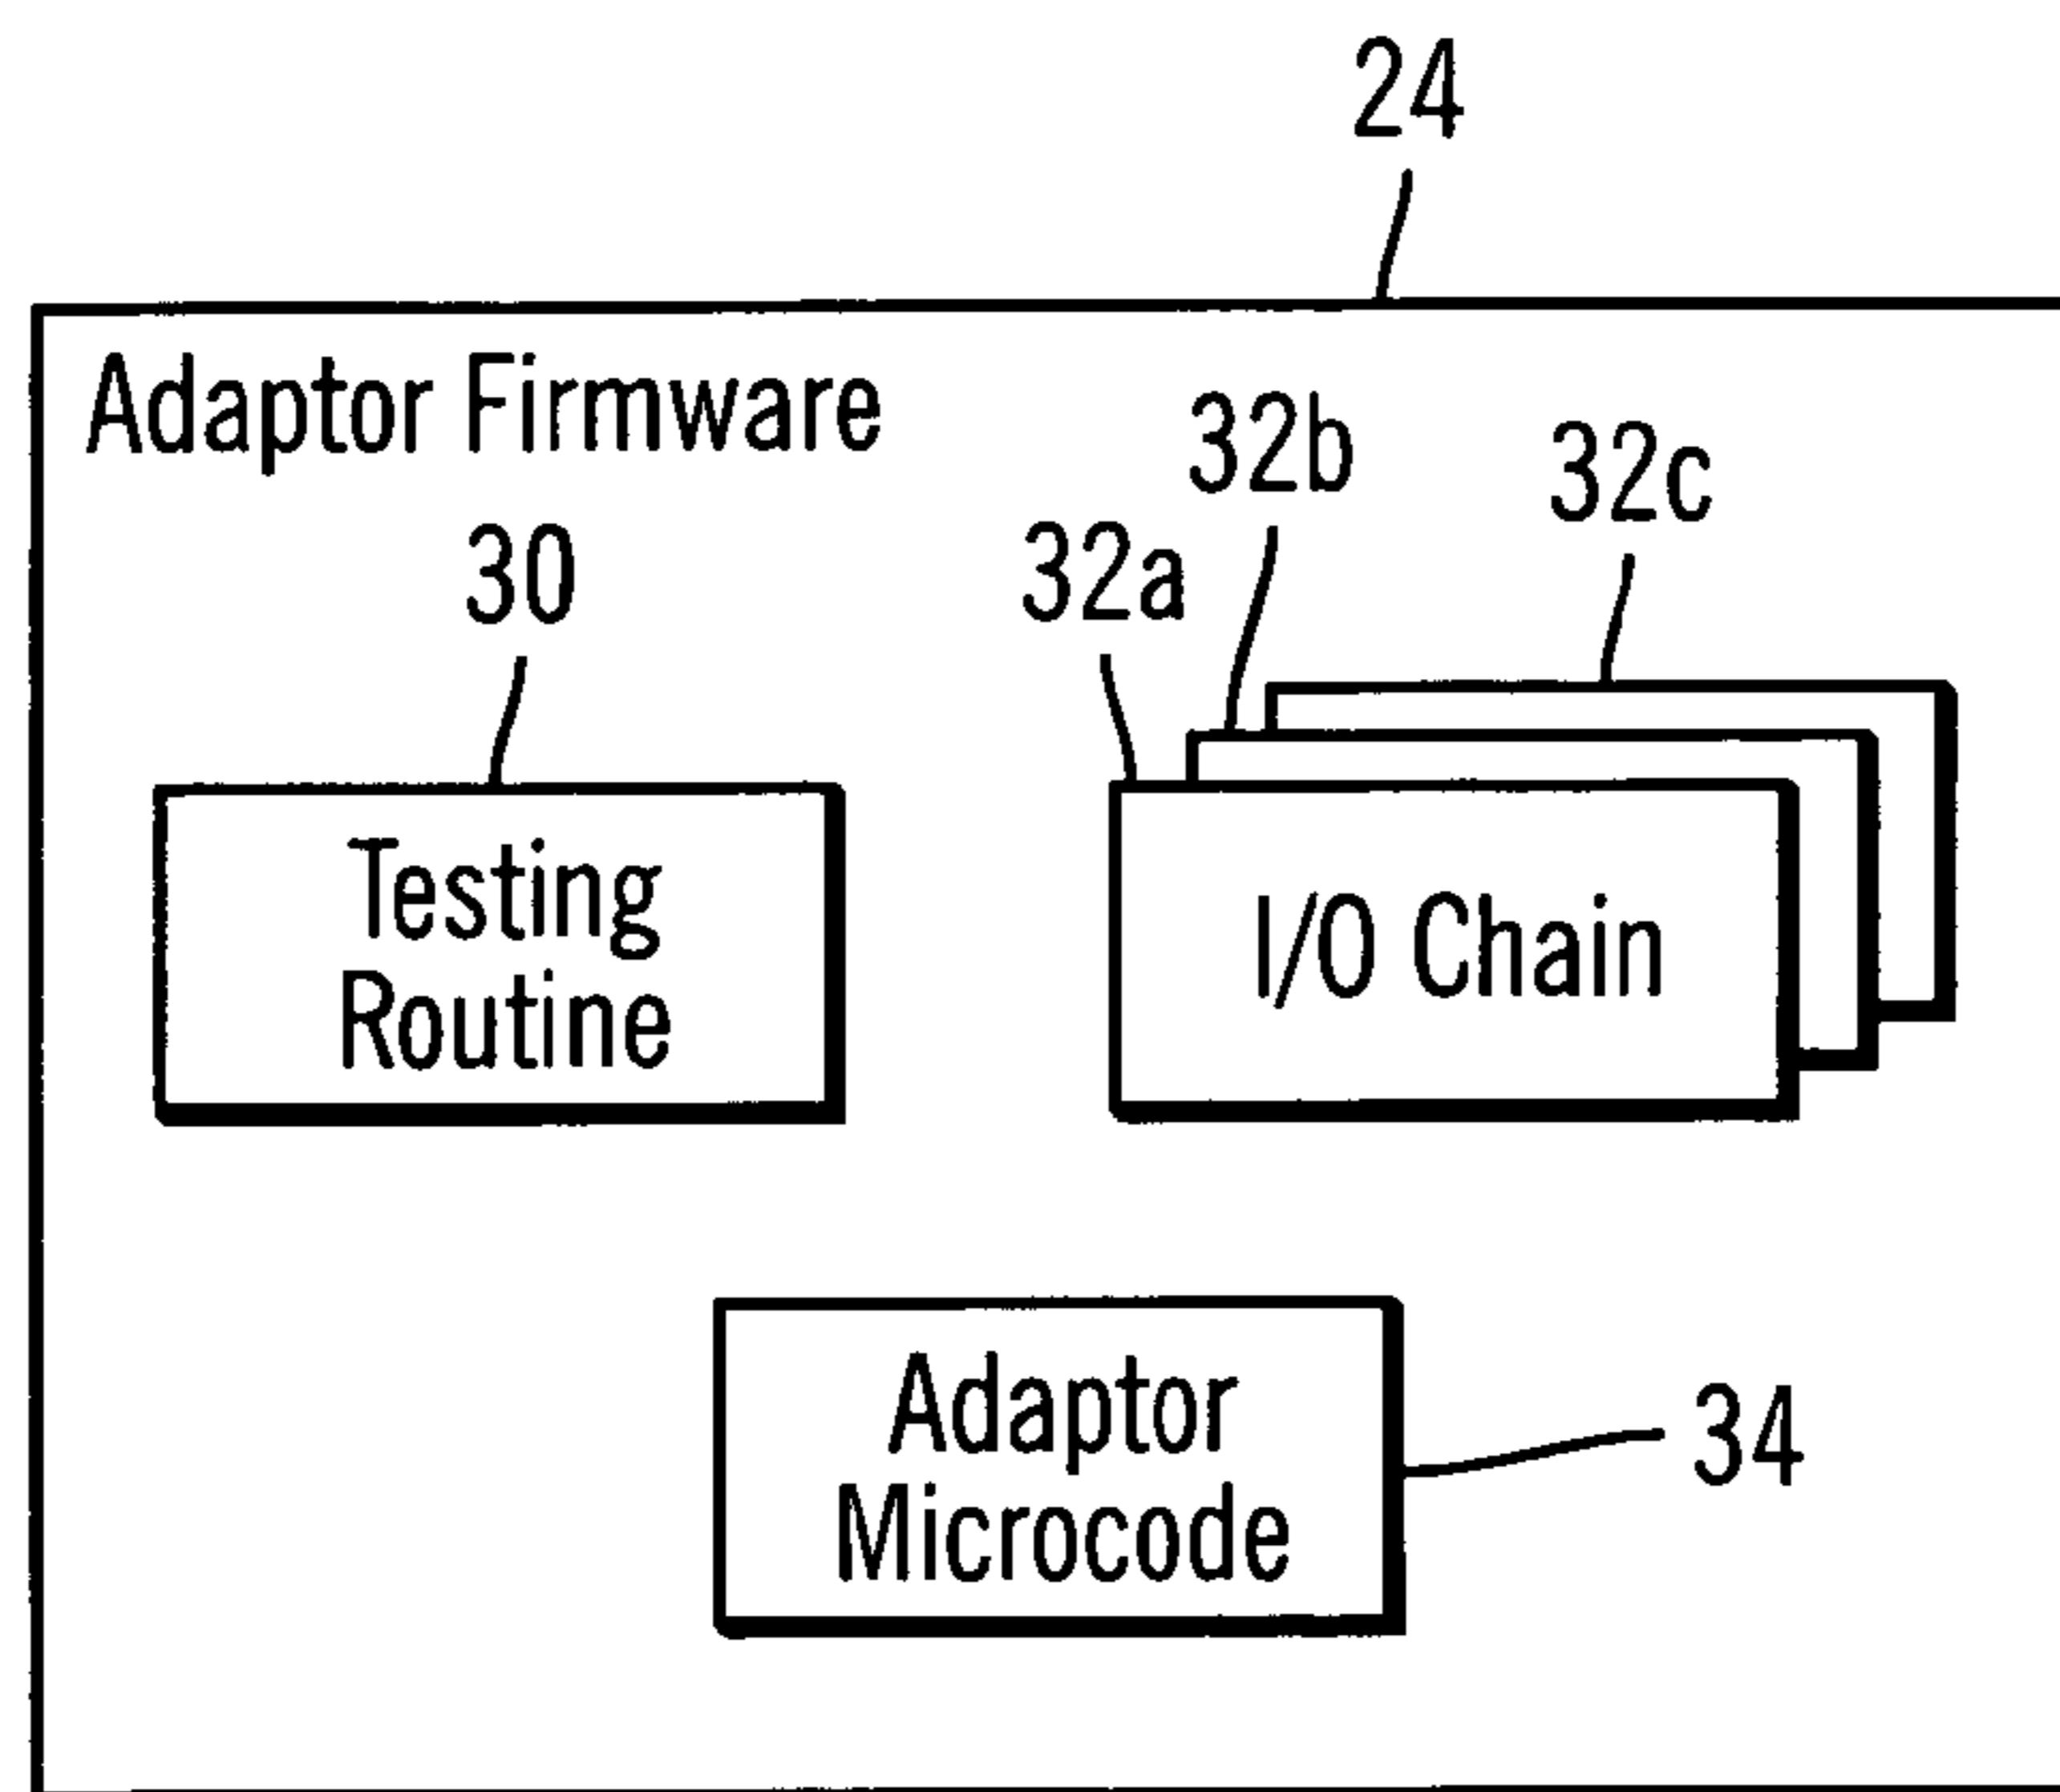 24
Adaptor Firmware
32b
32c
30
32a
Testing
Routine
I/O Chain
Adaptor
Microcode
34